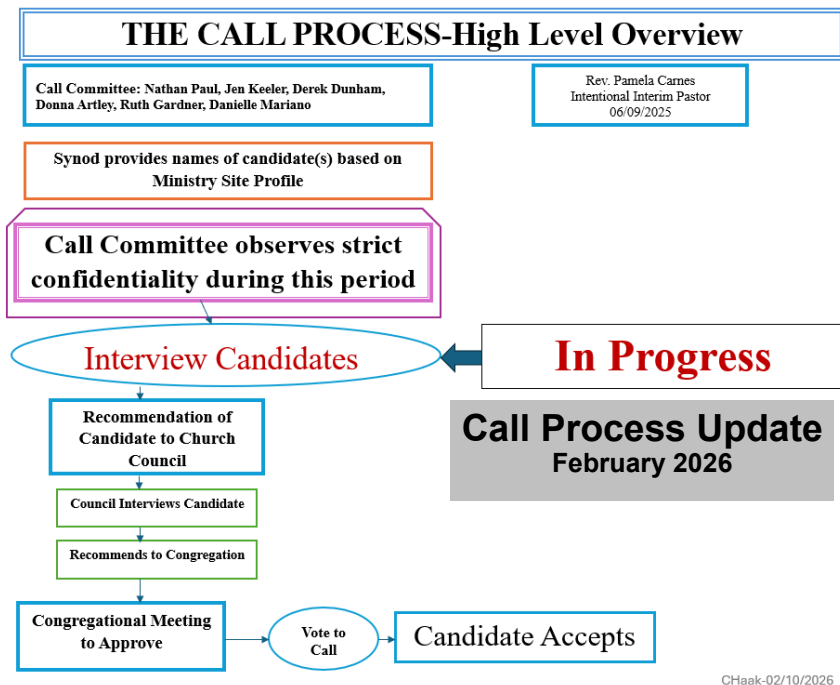 THE CALL PROCESS-High Level Overview
Call Committee: Nathan Paul, Jen Keeler, Derek Dunham,
Donna Artley, Ruth Gardner, Danielle Mariano
Rev. Pamela Carnes
Intentional Interim Pastor
06/09/2025
Synod provides names of candidate(s) based on
Ministry Site Profile
Call Committee observes strict
confidentiality during this period
Interview Candidates
In Progress
Call Process Update
February 2026
Recommendation of
Candidate to Church
Council
Council Interviews Candidate
Recommends to Congregation
Congregational Meeting
to Approve
Vote to
Call
Candidate Accepts
CHaak-02/10/2026